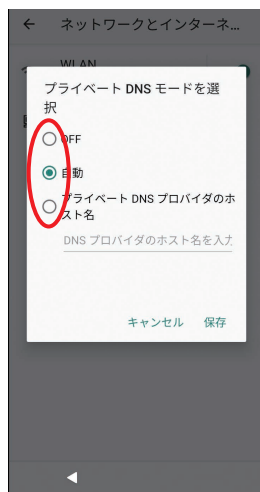 ネットワークとインターネ...
WLAN
プライベート DNS モードを選
択
OFF
自動
プライベート DNS プロバイダのホ
スト名
DNS プロバイダのホスト名を入力
キャンセル 保存